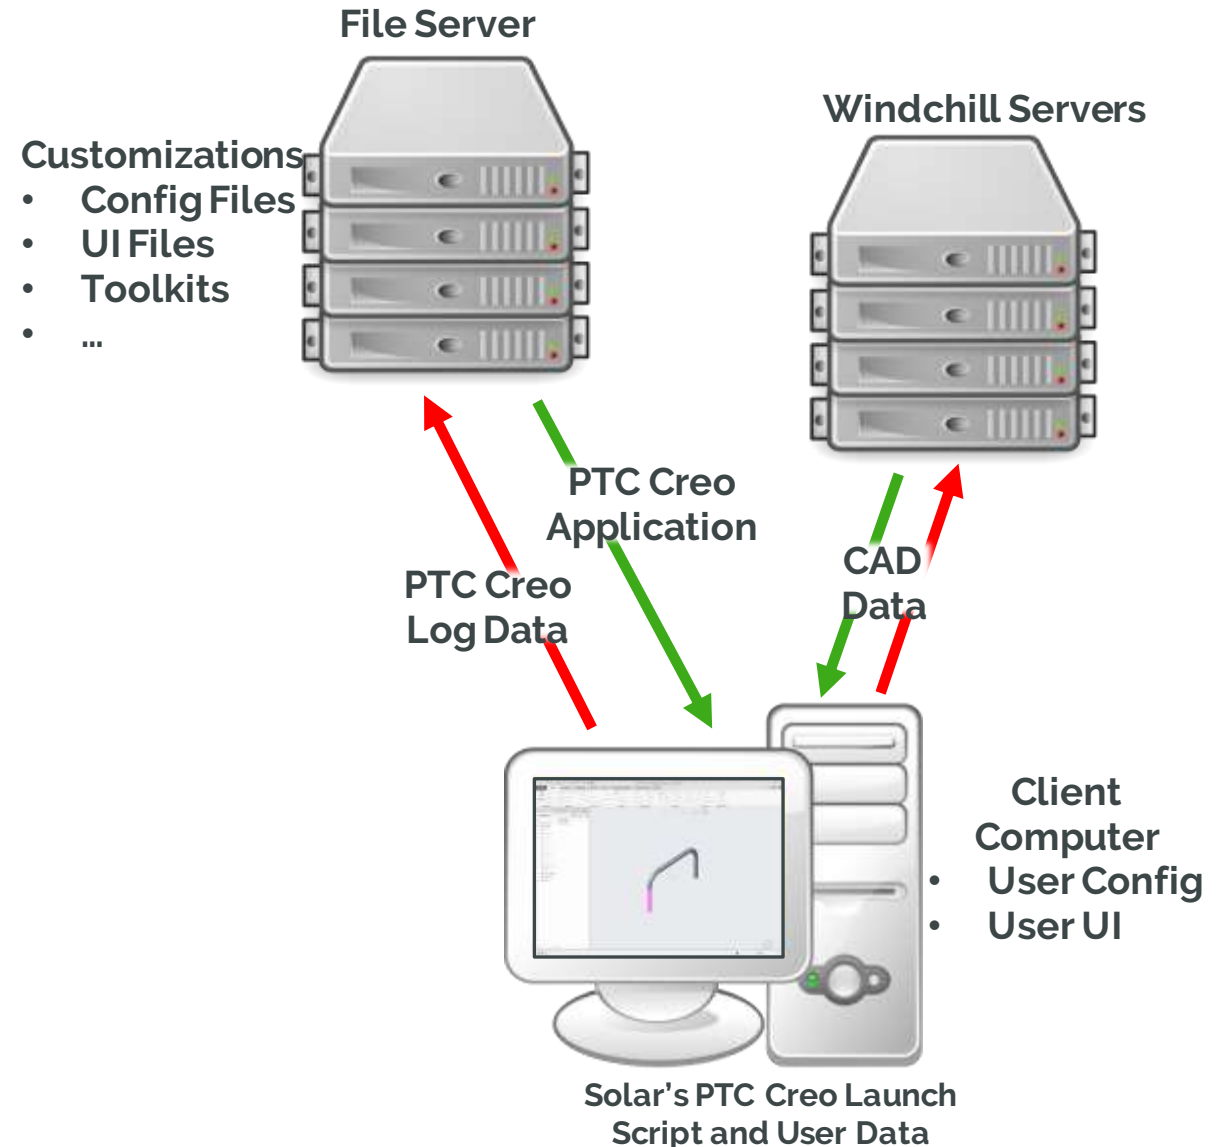 File Server
Windchill Servers
Customizations
• Config Files
• UI Files
• Toolkits
• ...
PTC Creo
Application
PTC Creo
Log Data
CAD
Data
Client
Computer
• User Config
• User UI
Solar's PTC Creo Launch
Script and User Data